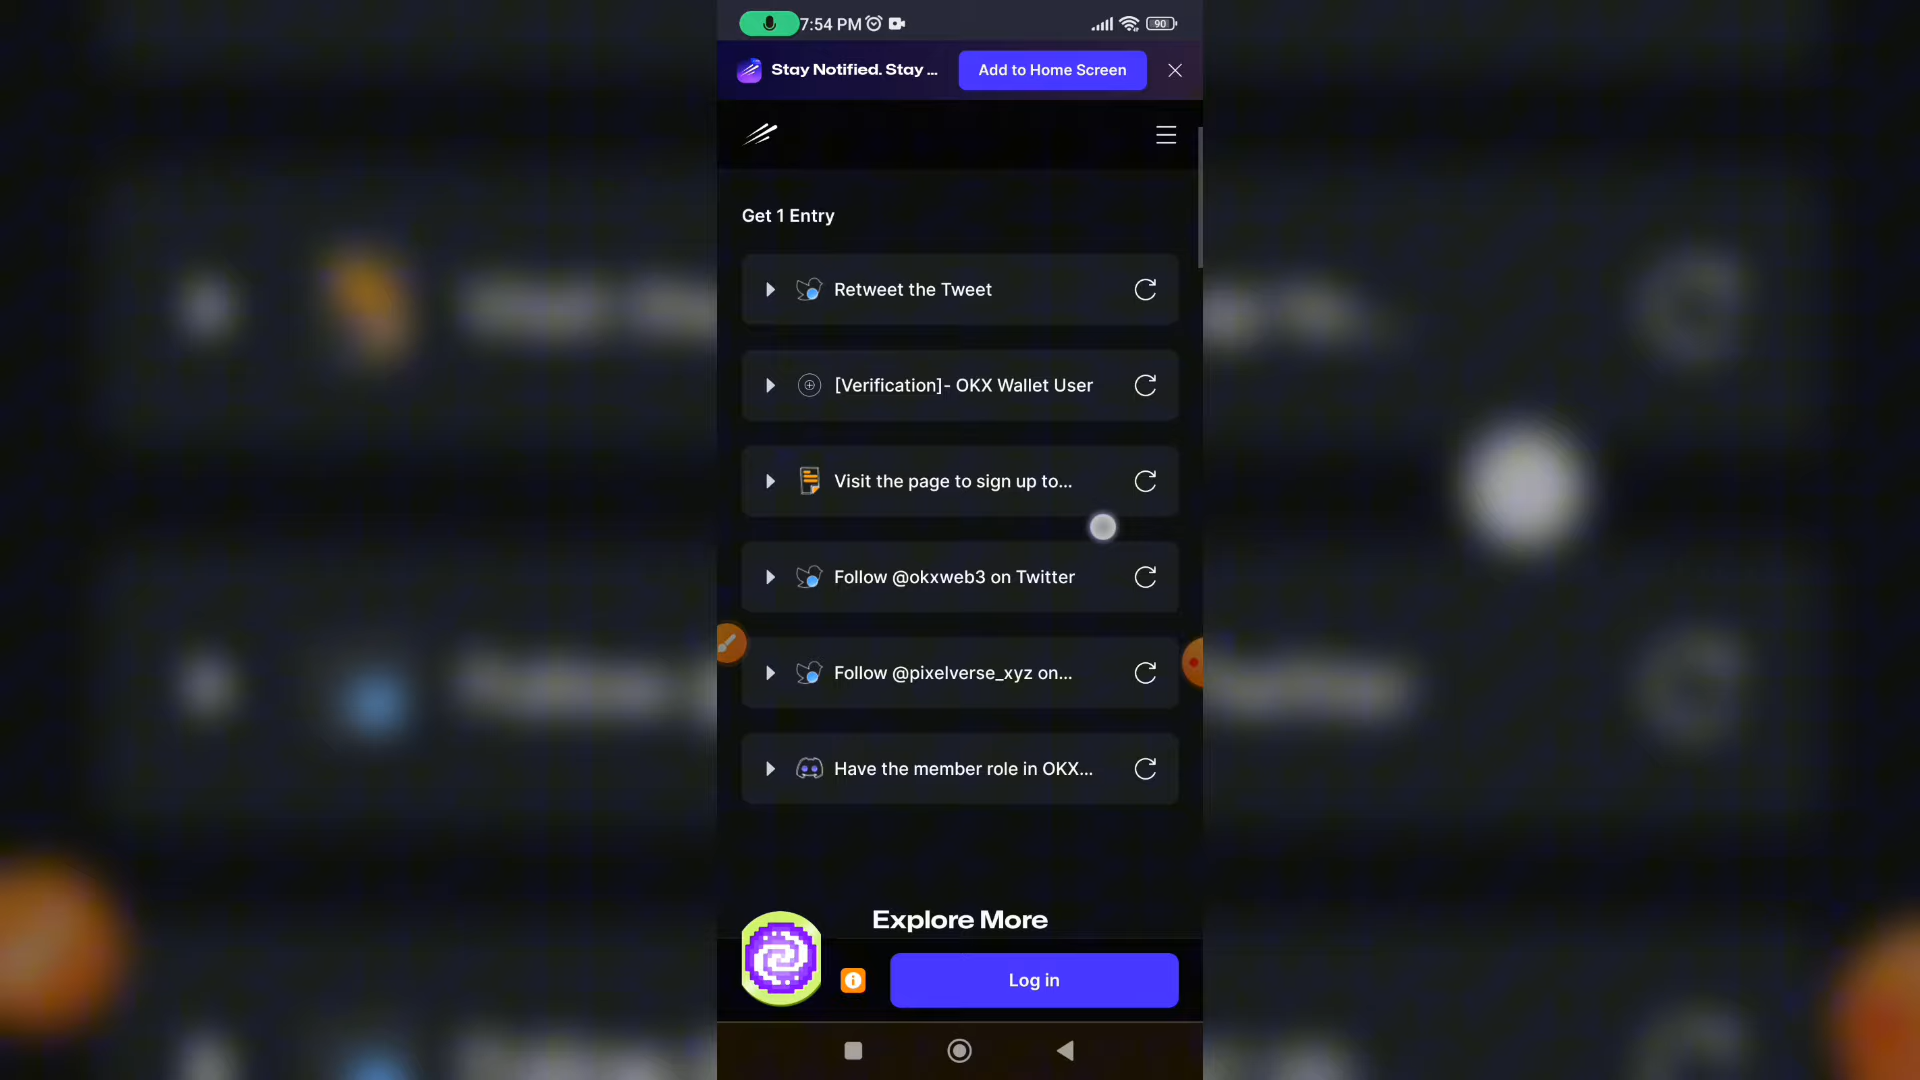 7:54 PM
90
Stay Notified. Stay ...
Add to Home Screen
Get 1 Entry
Retweet the Tweet
[Verification]- OKX Wallet User
Visit the page to sign up to...
Follow @okxweb3 on Twitter
Follow @pixelverse_xyz on...
Have the member role in OKX...
Explore More
Log in